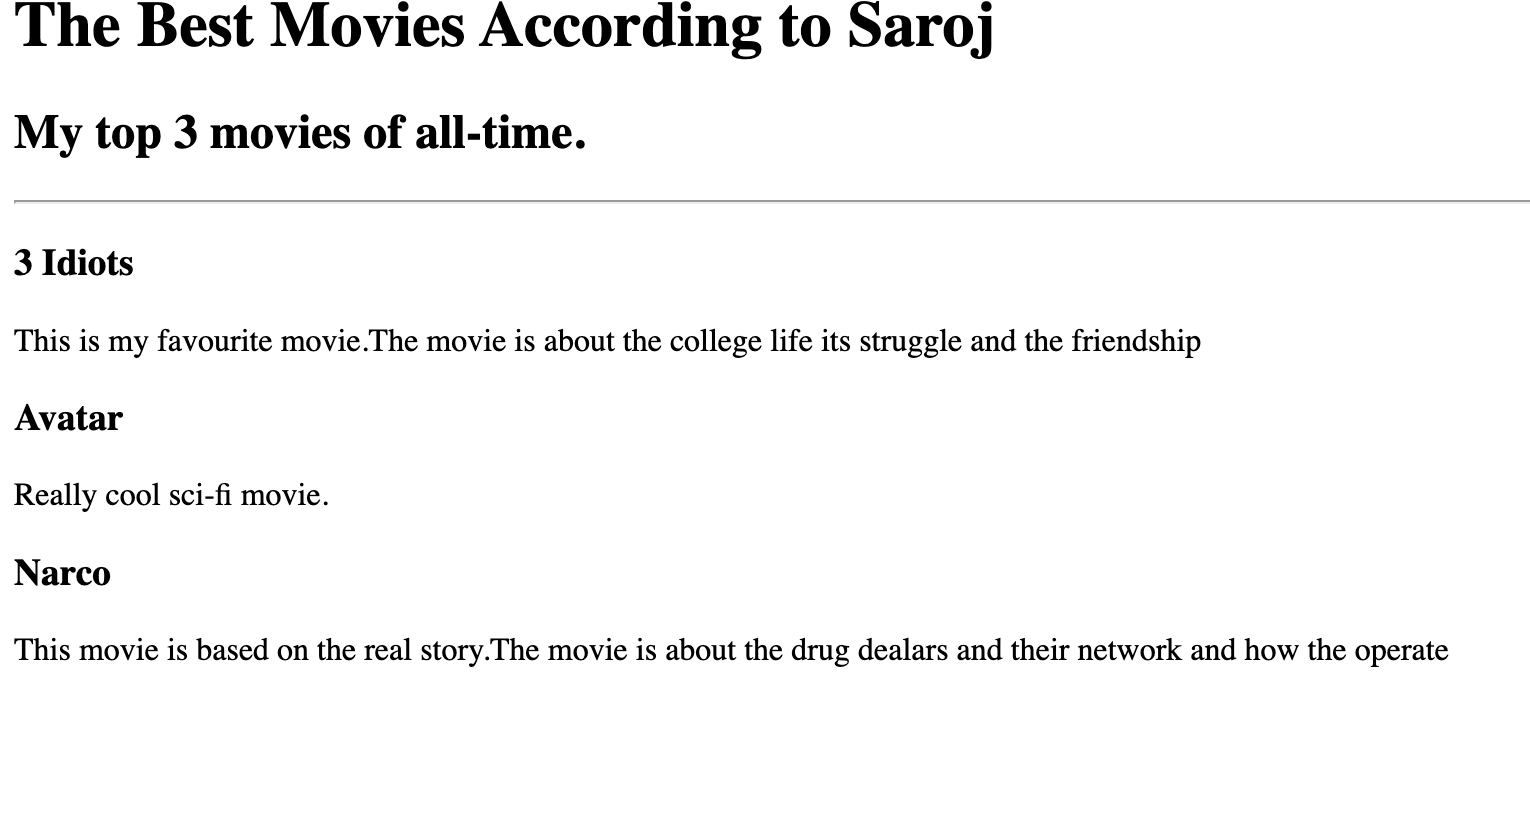 The Best Movies According to Saroj
My top 3 movies of all-time.
3 Idiots
This is my favourite movie.The movie is about the college life its struggle and the friendship
Avatar
Really cool sci-fi movie.
Narco
This movie is based on the real story.The movie is about the drug dealars and their network and how the operate